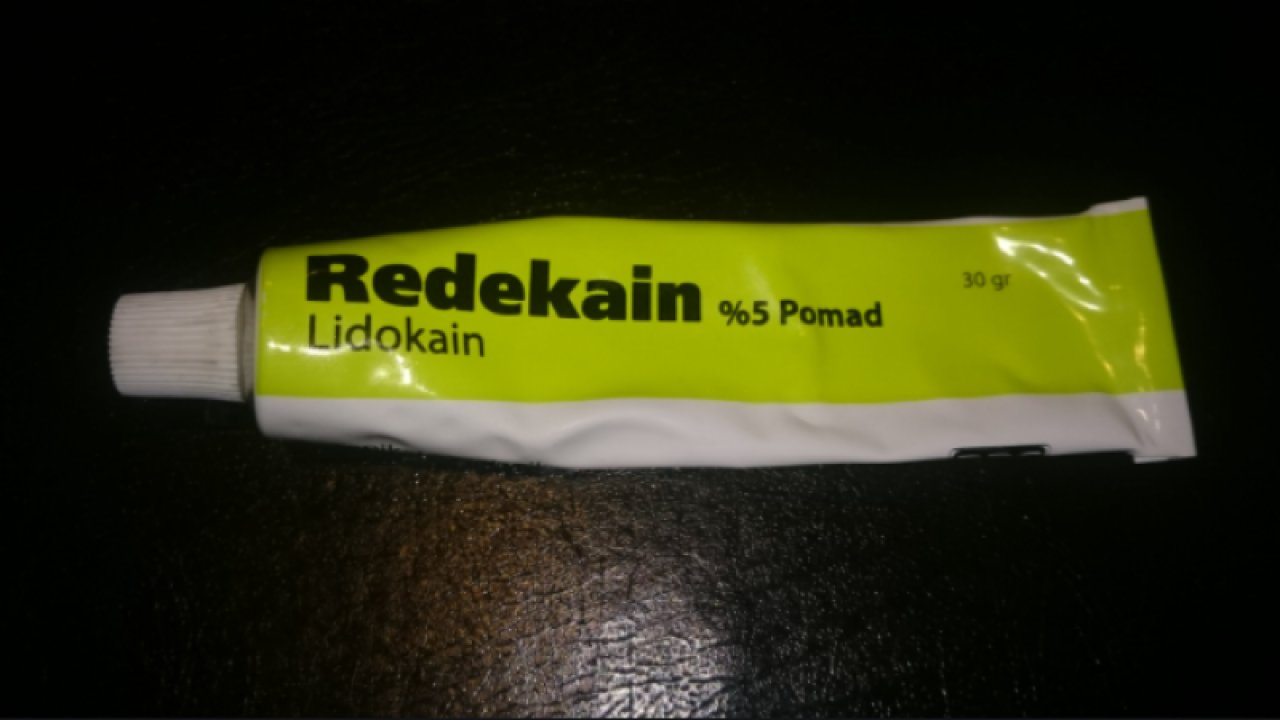 Redekain %5 Pomad
30 gr
Lidokain